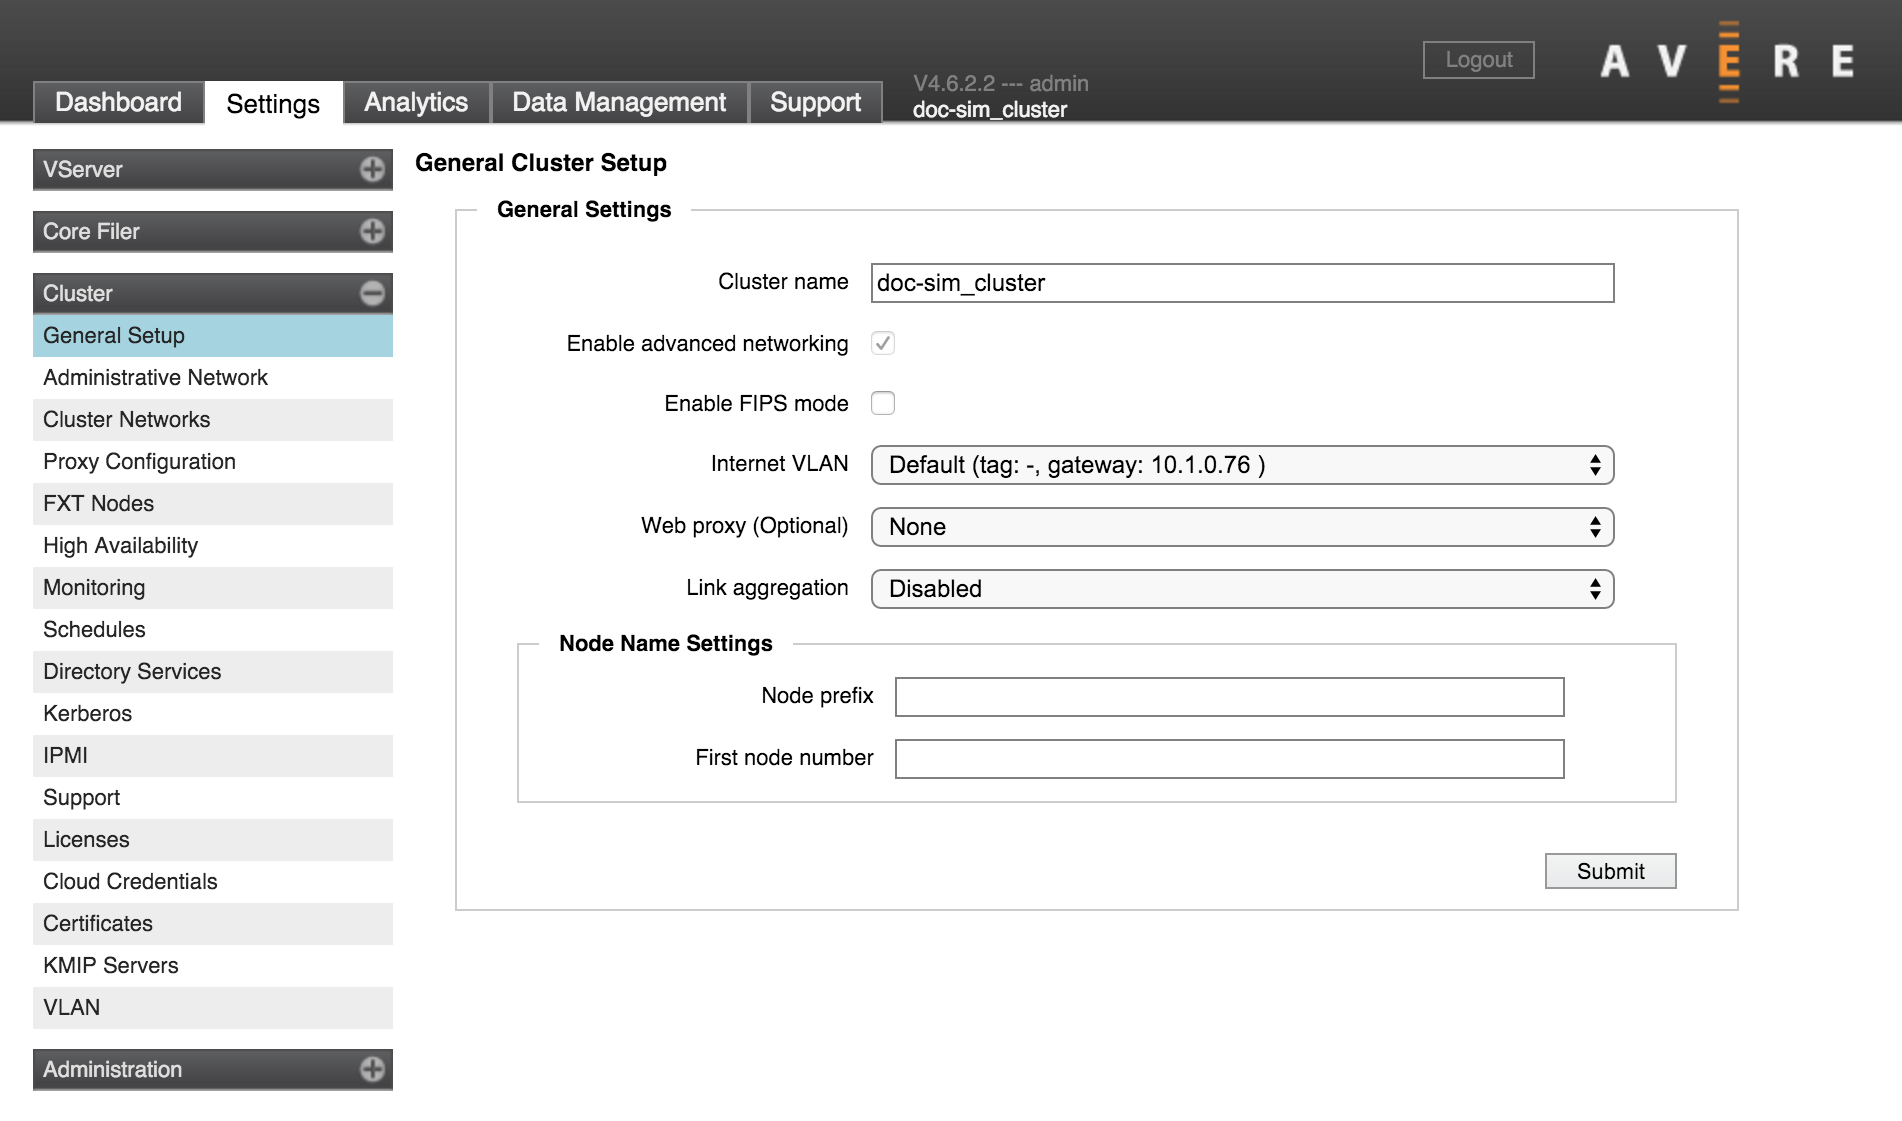 Logout
AVERE
V4.6.2.2 --- admin
Dashboard Settings Analytics Data Management Support doc-sim_cluster
VServer
Core Filer
Cluster
General Setup
Administrative Network
Cluster Networks
Proxy Configuration
FXT Nodes
High Availability
Monitoring
Schedules
Directory Services
Kerberos
IPMI
Support
Licenses
Cloud Credentials
Certificates
KMIP Servers
VLAN
Administration
General Cluster Setup
General Settings
Cluster name doc-sim_cluster
Enable advanced networking
Enable FIPS mode
Internet VLAN Default (tag: -, gateway: 10.1.0.76 )
Web proxy (Optional) None
Link aggregation Disabled
Node Name Settings
Node prefix
First node number
Submit